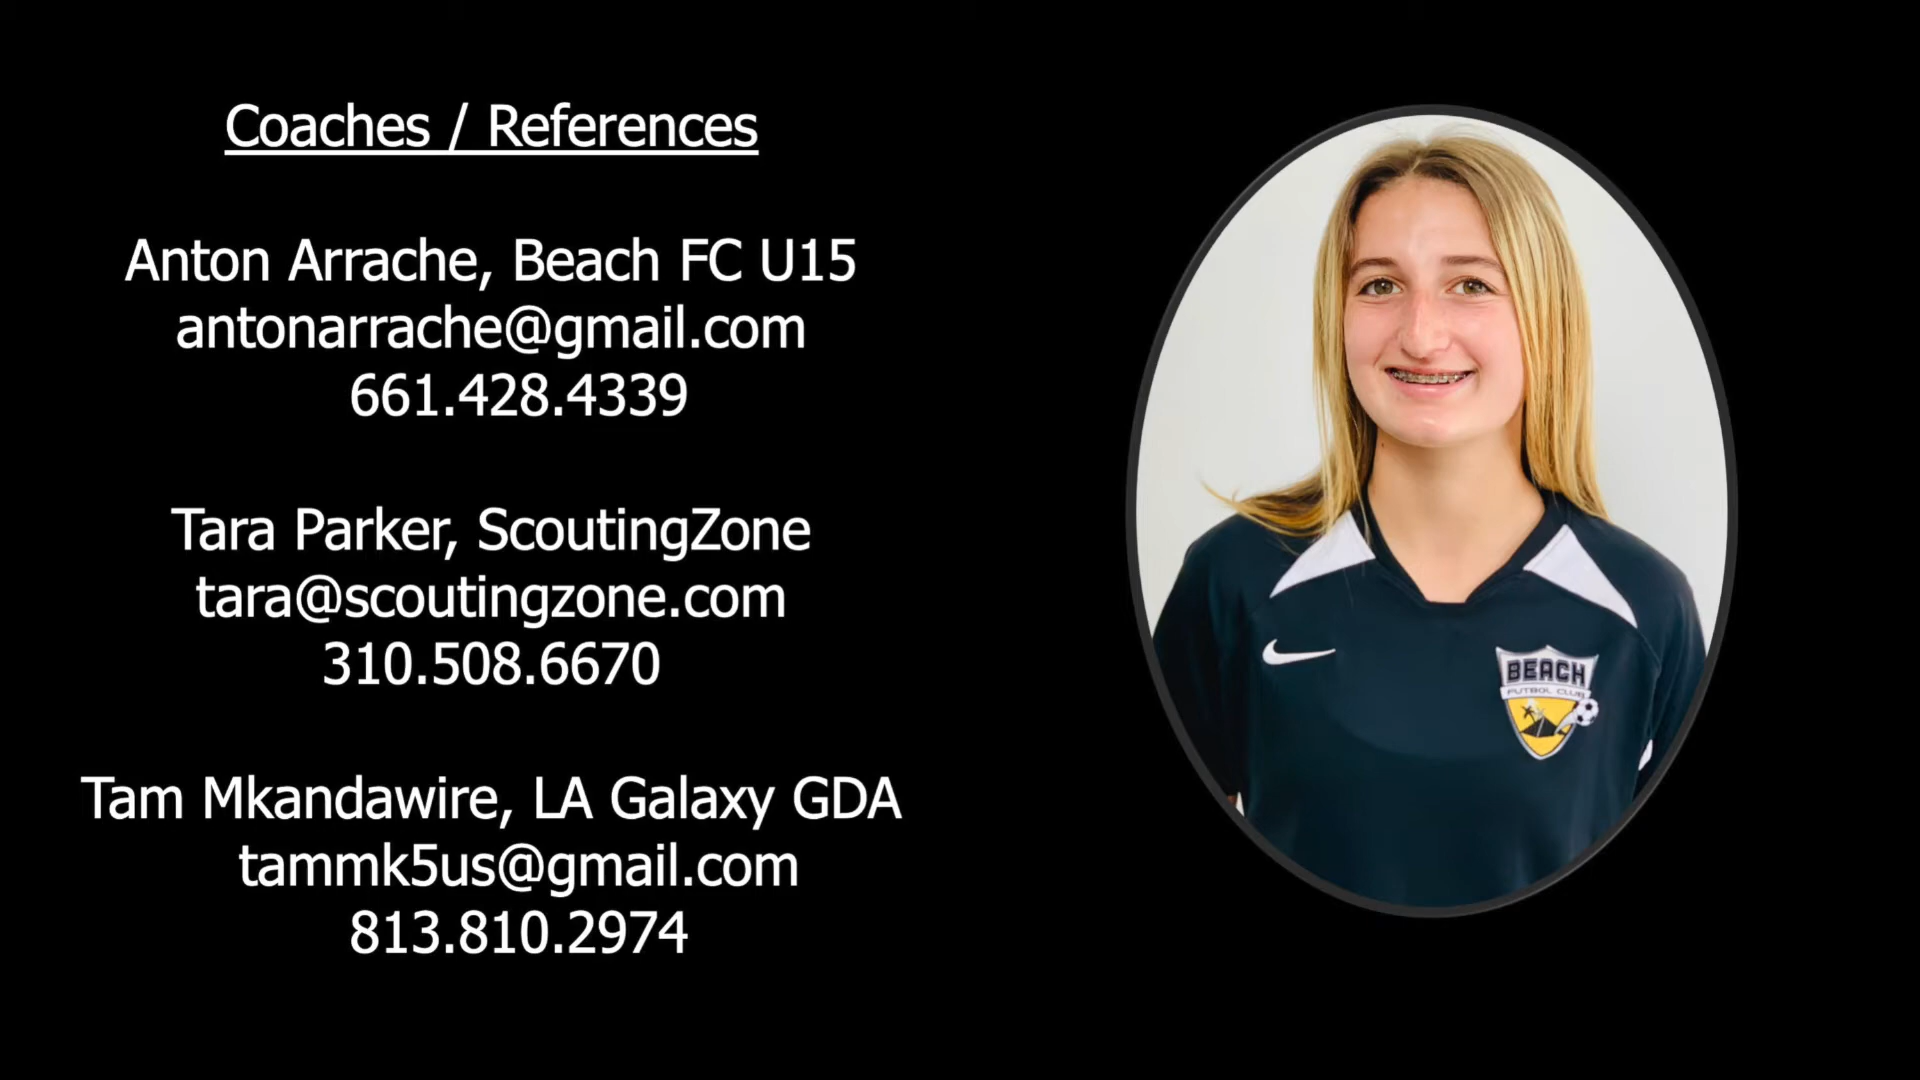 Coaches / References
Anton Arrache, Beach FC U15
antonarrache@gmail.com
661.428.4339
Tara Parker, ScoutingZone
tara@scoutingzone.com
310.508.6670
Tam Mkandawire, LA Galaxy GDA
tammk5us@gmail.com
813.810.2974
BEACH
FUTBOL CLUB